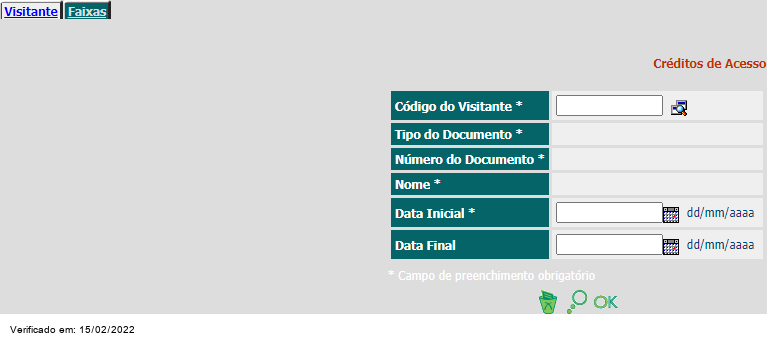 Visitante Faixas
Créditos de Acesso
Código do Visitante *
Tipo do Documento *
Número do Documento *
Nome *
Data Inicial * dd/mm/aaaa
Data Final dd/mm/aaaa
* Campo de preenchimento obrigatório
OK
Verificado em: 15/02/2022